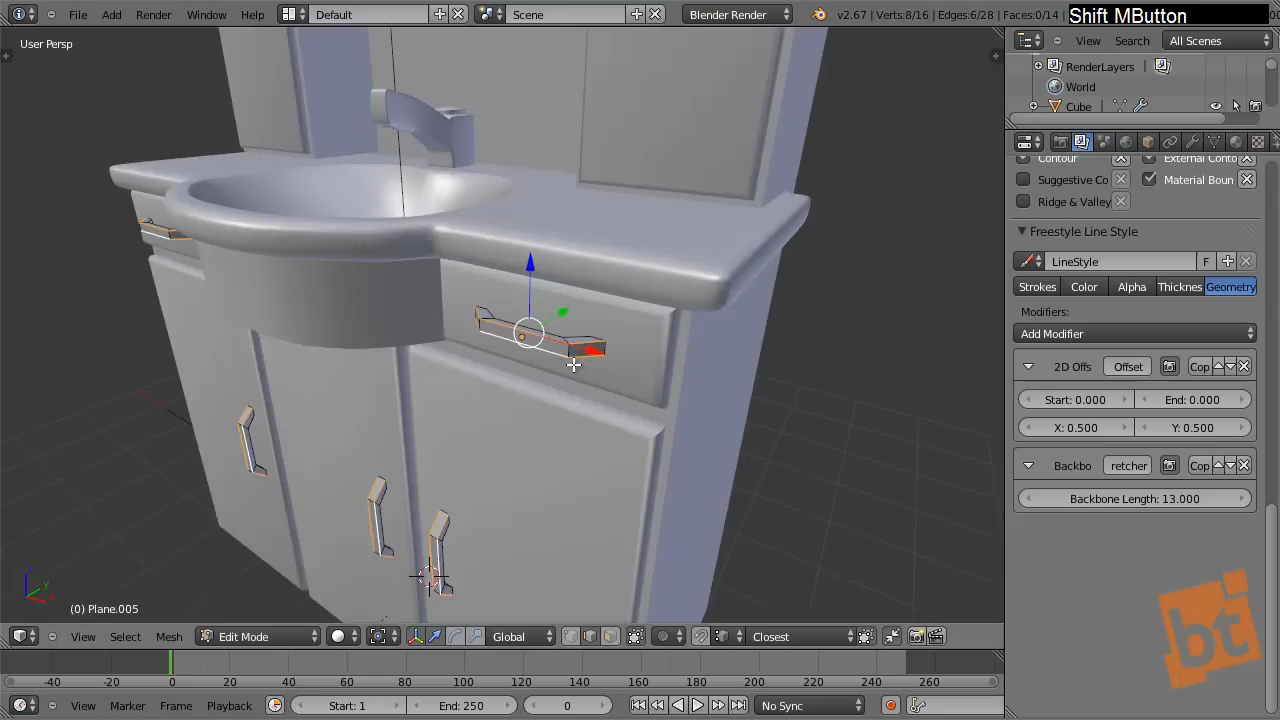 File Add Render Window Help Default Scene Blender Render v2.67 | Verts:8/16 | Edges:6/28 | Faces:0/14 Shift MButton
User Persp
View Search All Scenes
RenderLayers
World
Cube
Contour External Conto
Suggestive Co Material Boun
Ridge & Valley
Freestyle Line Style
LineStyle F
Strokes Color Alpha Thicknes Geometry
Modifiers:
Add Modifier
2D Offs Offset Cop
Start: 0.000 End: 0.000
X: 0.500 Y: 0.500
Backbo retcher Cop
Backbone Length: 13.000
(0) Plane.005
View Select Mesh Edit Mode Global Closest
-40 -20 0 20 40 60 80 100 120 140 160 180 200 220 240 260
View Marker Frame Playback Start: 1 End: 250 0 No Sync
bt